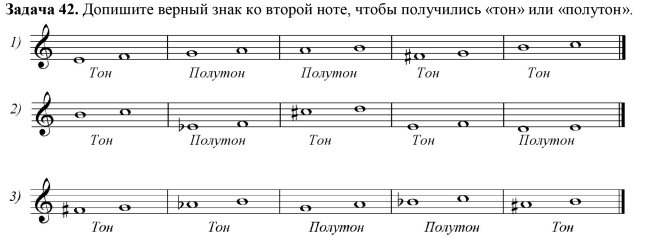 Задача 42. Допишите верный знак ко второй ноте, чтобы получились «тон» или «полутон».
1)
Тон Полутон Полутон Тон Тон
2)
Тон Полутон Тон Тон Полутон
3)
Тон Тон Полутон Полутон Тон